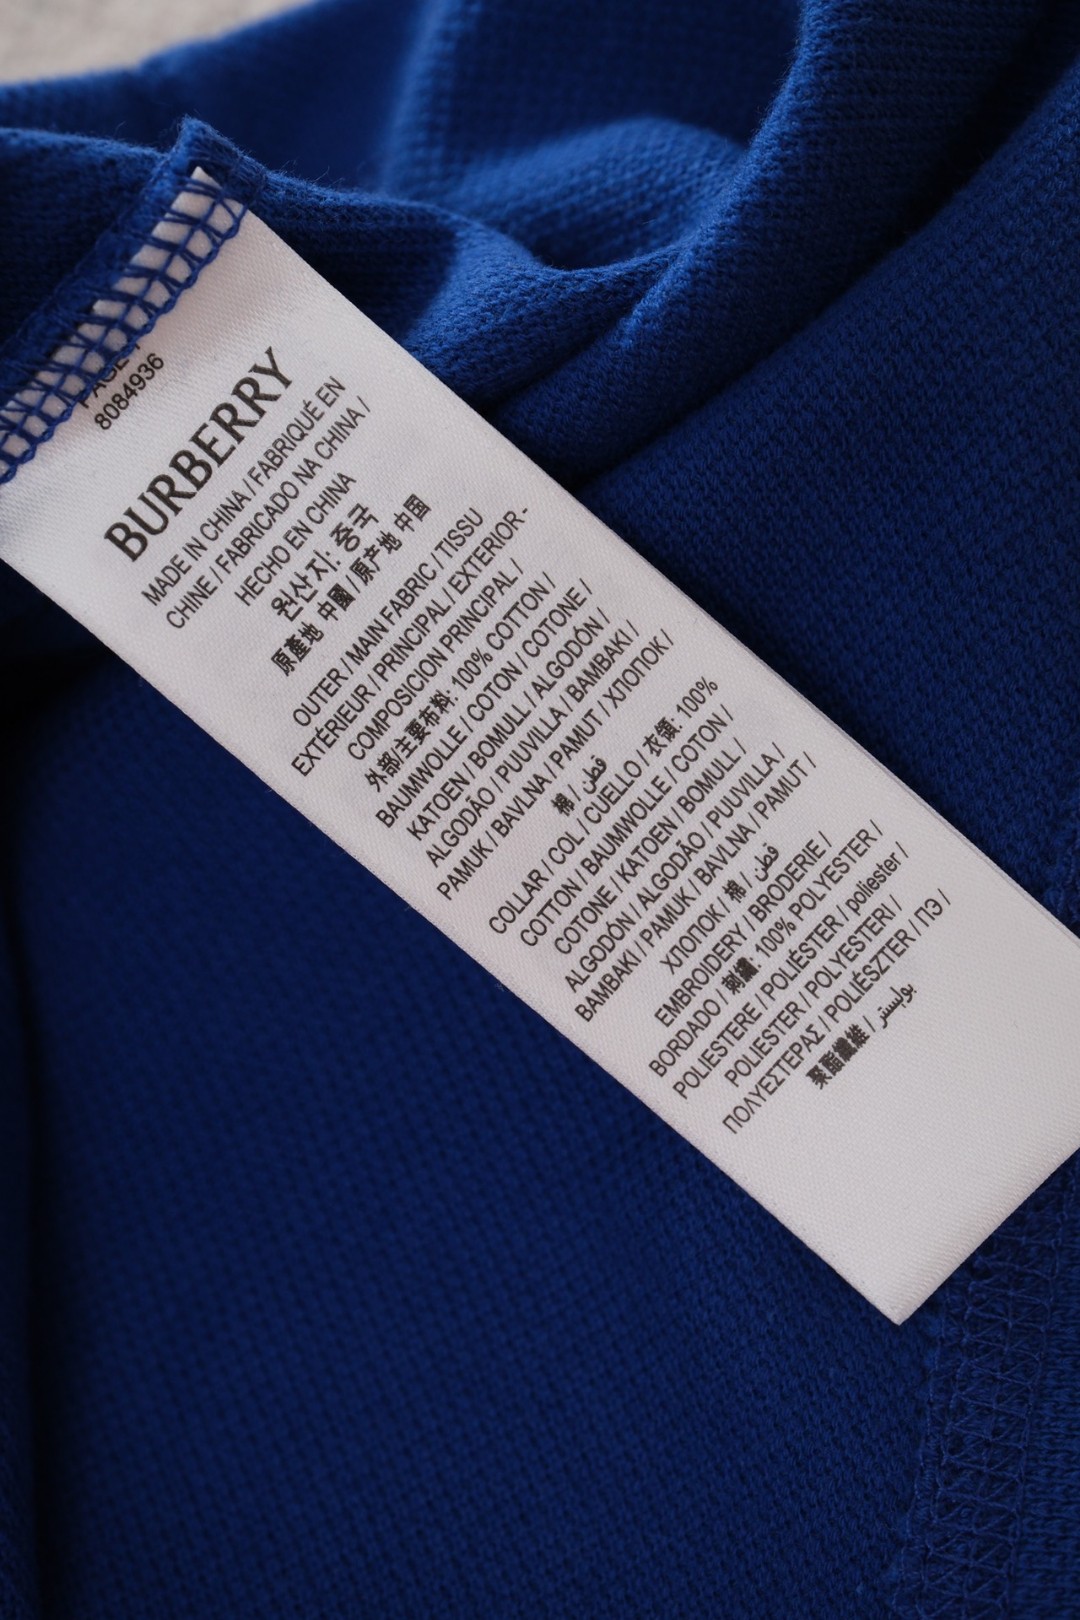 PAGE
8084936
BURBERRY
MADE IN CHINA / FABRIQUÉ EN
CHINE / FABRICADO NA CHINA /
HECHO EN CHINA
원산지: 중국
原產地 中國 / 原产地 中国
OUTER / MAIN FABRIC / TISSU
EXTÉRIEUR / PRINCIPAL / EXTERIOR -
COMPOSICION PRINCIPAL /
外部/主要布料: 100% COTTON /
BAUMWOLLE / COTON / COTONE /
KATOEN / BOMULL / ALGODÓN /
ALGODÃO / PUUVILLA / BAMBAKI /
PAMUK / BAVLNA / PAMUT / ХЛОПОК /
棉 / قطن
COLLAR / COL / CUELLO / 衣領: 100%
COTTON / BAUMWOLLE / COTON /
COTONE / KATOEN / BOMULL /
ALGODÓN / ALGODÃO / PUUVILLA /
BAMBAKI / PAMUK / BAVLNA / PAMUT /
ХЛОПОК / 棉 / قطن
EMBROIDERY / BRODERIE /
BORDADO / 刺繡: 100% POLYESTER /
POLIESTERE / POLIÉSTER / poliester /
POLIESTER / POLYESTERI /
ΠΟΛΥΕΣΤΕΡΑΣ / POLIÉSZTER / ПЭ /
聚酯纖維 / بوليستر